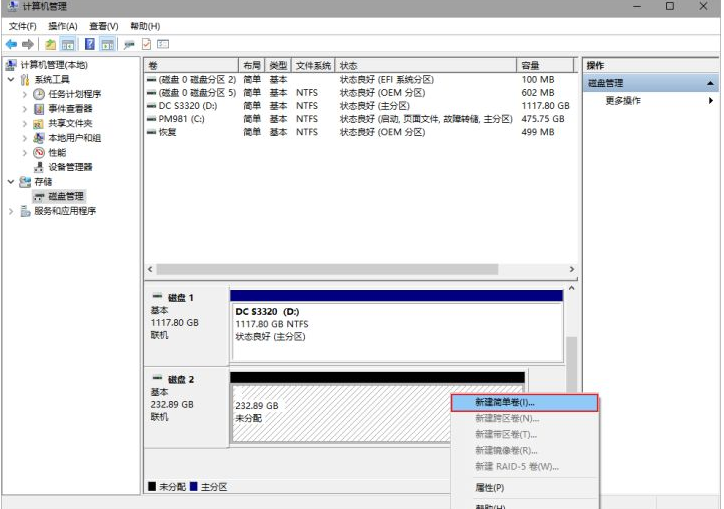 计算机管理
文件(F) 操作(A) 查看(V) 帮助(H)
计算机管理(本地)
系统工具
任务计划程序
事件查看器
共享文件夹
本地用户和组
性能
设备管理器
存储
磁盘管理
服务和应用程序
卷 布局 类型 文件系统 状态 容量
(磁盘 0 磁盘分区 2) 简单 基本 状态良好 (EFI 系统分区) 100 MB
(磁盘 0 磁盘分区 5) 简单 基本 NTFS 状态良好 (OEM 分区) 602 MB
DC S3320 (D:) 简单 基本 NTFS 状态良好 (主分区) 1117.80 GB
PM981 (C:) 简单 基本 NTFS 状态良好 (启动, 页面文件, 故障转储, 主分区) 475.75 GB
恢复 简单 基本 NTFS 状态良好 (OEM 分区) 499 MB
磁盘 1
基本
1117.80 GB
联机
DC S3320 (D:)
1117.80 GB NTFS
状态良好 (主分区)
磁盘 2
基本
232.89 GB
联机
232.89 GB
未分配
新建简单卷(I)...
新建跨区卷(N)...
新建带区卷(T)...
新建镜像卷(R)...
新建 RAID-5 卷(W)...
属性(P)
帮助(H)
未分配 主分区
操作
磁盘管理
更多操作